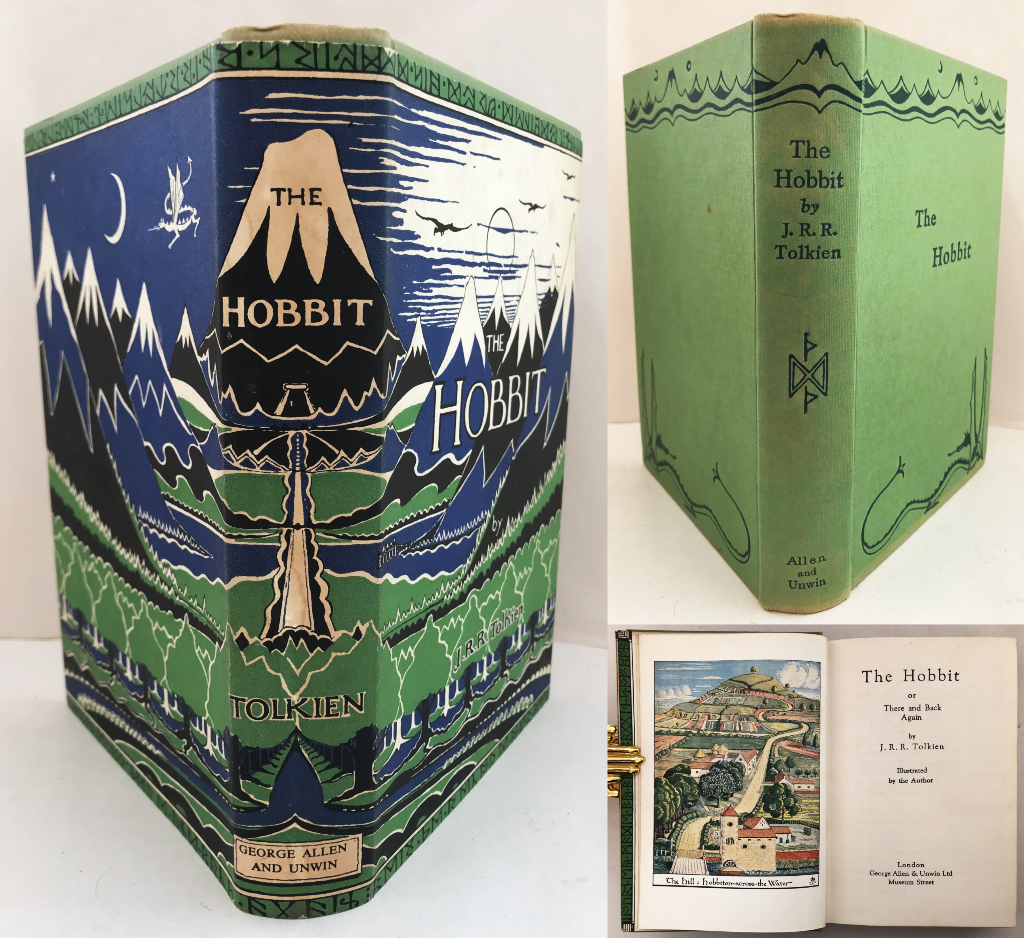 THE
HOBBIT
TOLKIEN
GEORGE ALLEN
AND UNWIN
THE
HOBBIT
by
J.R.R. Tolkien
The
Hobbit
by
J. R. R.
Tolkien
Allen
and
Unwin
The
Hobbit
The Hill : Hobbiton-across-the Water
The Hobbit
or
There and Back
Again
by
J. R. R. Tolkien
Illustrated
by the Author
London
George Allen & Unwin Ltd
Museum Street